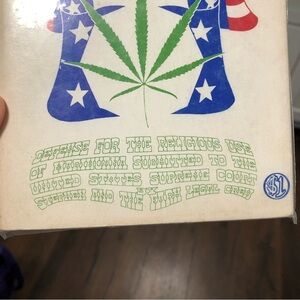 DEFENSE FOR THE RELIGIOUS USE
OF MARIHUANA SUBMITTED TO THE
UNITED STATES SUPREME COURT
BY
STEPHEN AND THE FARM LEGAL CREW